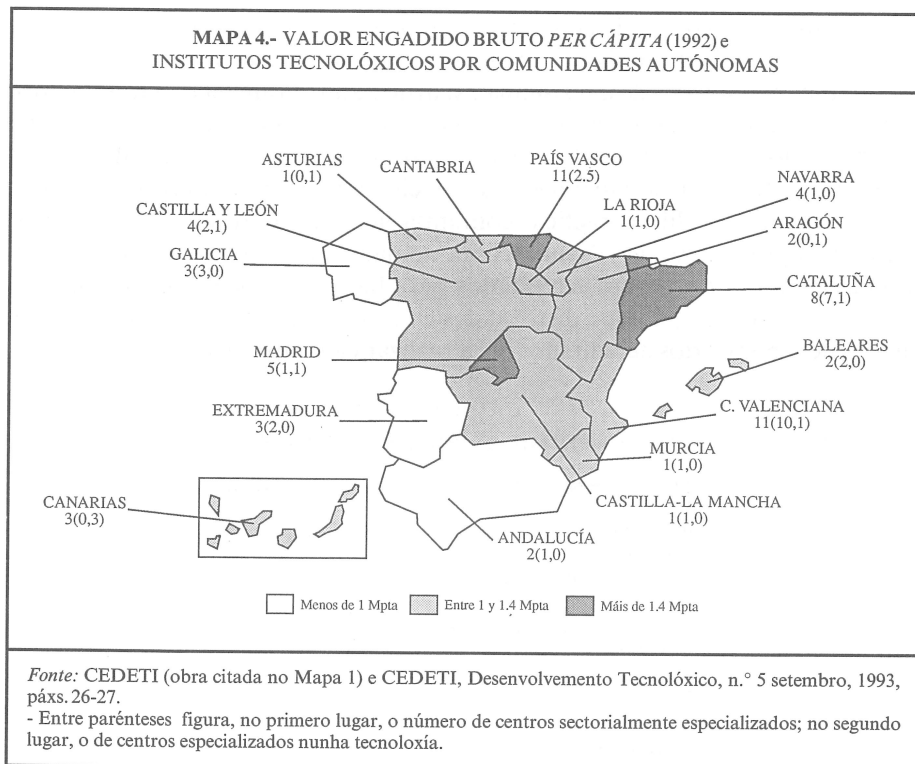 MAPA 4.- VALOR ENGADIDO BRUTO PER CÁPITA (1992) e
INSTITUTOS TECNOLÓXICOS POR COMUNIDADES AUTÓNOMAS
ASTURIAS
1(0,1)
CANTABRIA
PAÍS VASCO
11(2.5)
NAVARRA
4(1,0)
LA RIOJA
1(1,0)
CASTILLA Y LEÓN
4(2,1)
ARAGÓN
2(0,1)
GALICIA
3(3,0)
CATALUÑA
8(7,1)
MADRID
5(1,1)
BALEARES
2(2,0)
EXTREMADURA
3(2,0)
C. VALENCIANA
11(10,1)
MURCIA
1(1,0)
CANARIAS
3(0,3)
CASTILLA-LA MANCHA
1(1,0)
ANDALUCÍA
2(1,0)
Menos de 1 Mpta
Entre 1 y 1.4 Mpta
Máis de 1.4 Mpta
Fonte: CEDETI (obra citada no Mapa 1) e CEDETI, Desenvolvemento Tecnolóxico, n.° 5 setembro, 1993,
páxs. 26-27.
- Entre parénteses figura, no primero lugar, o número de centros sectorialmente especializados; no segundo
lugar, o de centros especializados nunha tecnoloxía.